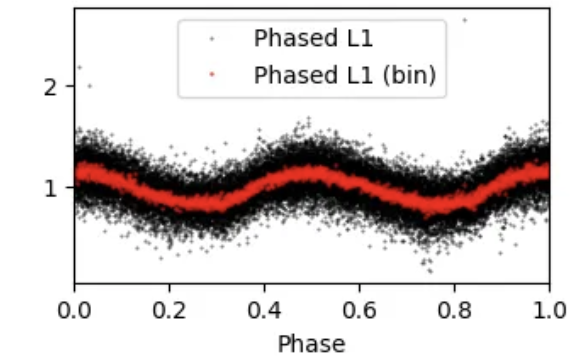 Phased L1
Phased L1 (bin)
2
1
0.0 0.2 0.4 0.6 0.8 1.0
Phase